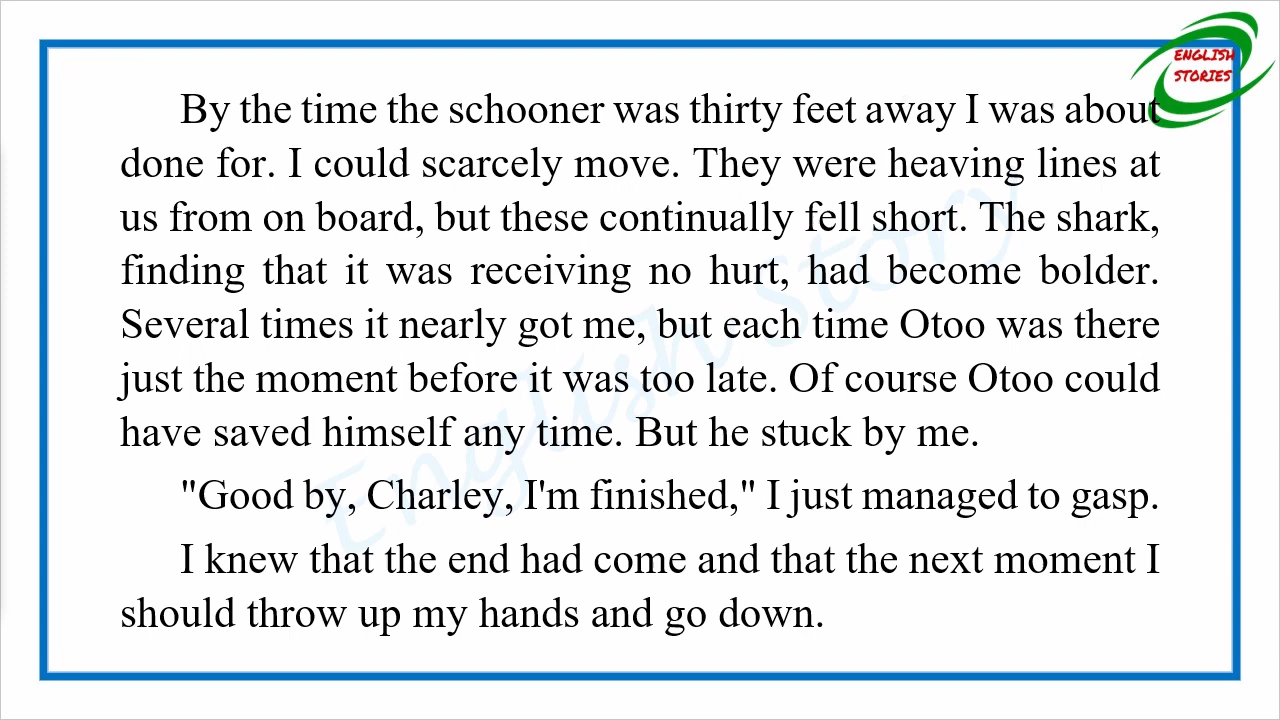 ENGLISH
STORIES
By the time the schooner was thirty feet away I was about
done for. I could scarcely move. They were heaving lines at
us from on board, but these continually fell short. The shark,
finding that it was receiving no hurt, had become bolder.
Several times it nearly got me, but each time Otoo was there
just the moment before it was too late. Of course Otoo could
have saved himself any time. But he stuck by me.
"Good by, Charley, I'm finished," I just managed to gasp.
I knew that the end had come and that the next moment I
should throw up my hands and go down.
English Story